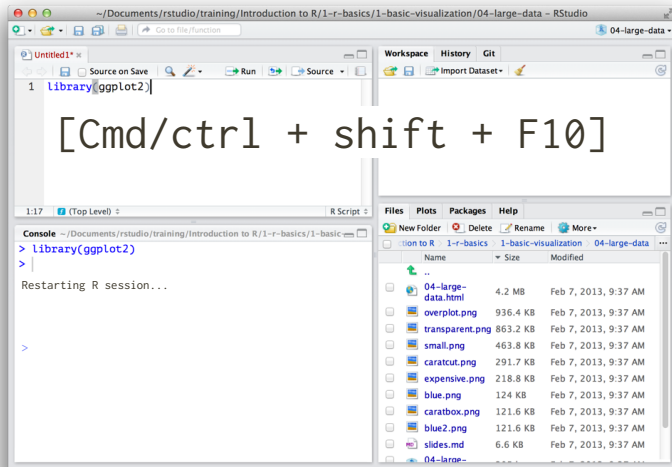 ~/Documents/rstudio/training/Introduction to R/1-r-basics/1-basic-visualization/04-large-data – RStudio
Go to file/function
04-large-data
Untitled1*
Source on Save Run Source
1 library(ggplot2)
[Cmd/ctrl + shift + F10]
1:17 (Top Level) R Script
Console ~/Documents/rstudio/training/Introduction to R/1-r-basics/1-basic-
> library(ggplot2)
>
Restarting R session...
>
Workspace History Git
Import Dataset
Files Plots Packages Help
New Folder Delete Rename More
ction to R 1-r-basics 1-basic-visualization 04-large-data ...
Name Size Modified
..
04-large-data.html 4.2 MB Feb 7, 2013, 9:37 AM
overplot.png 936.4 KB Feb 7, 2013, 9:37 AM
transparent.png 863.2 KB Feb 7, 2013, 9:37 AM
small.png 463.8 KB Feb 7, 2013, 9:37 AM
caratcut.png 291.7 KB Feb 7, 2013, 9:37 AM
expensive.png 218.8 KB Feb 7, 2013, 9:37 AM
blue.png 124 KB Feb 7, 2013, 9:37 AM
caratbox.png 121.6 KB Feb 7, 2013, 9:37 AM
blue2.png 121.6 KB Feb 7, 2013, 9:37 AM
slides.md 6.6 KB Feb 7, 2013, 9:37 AM
04-large-